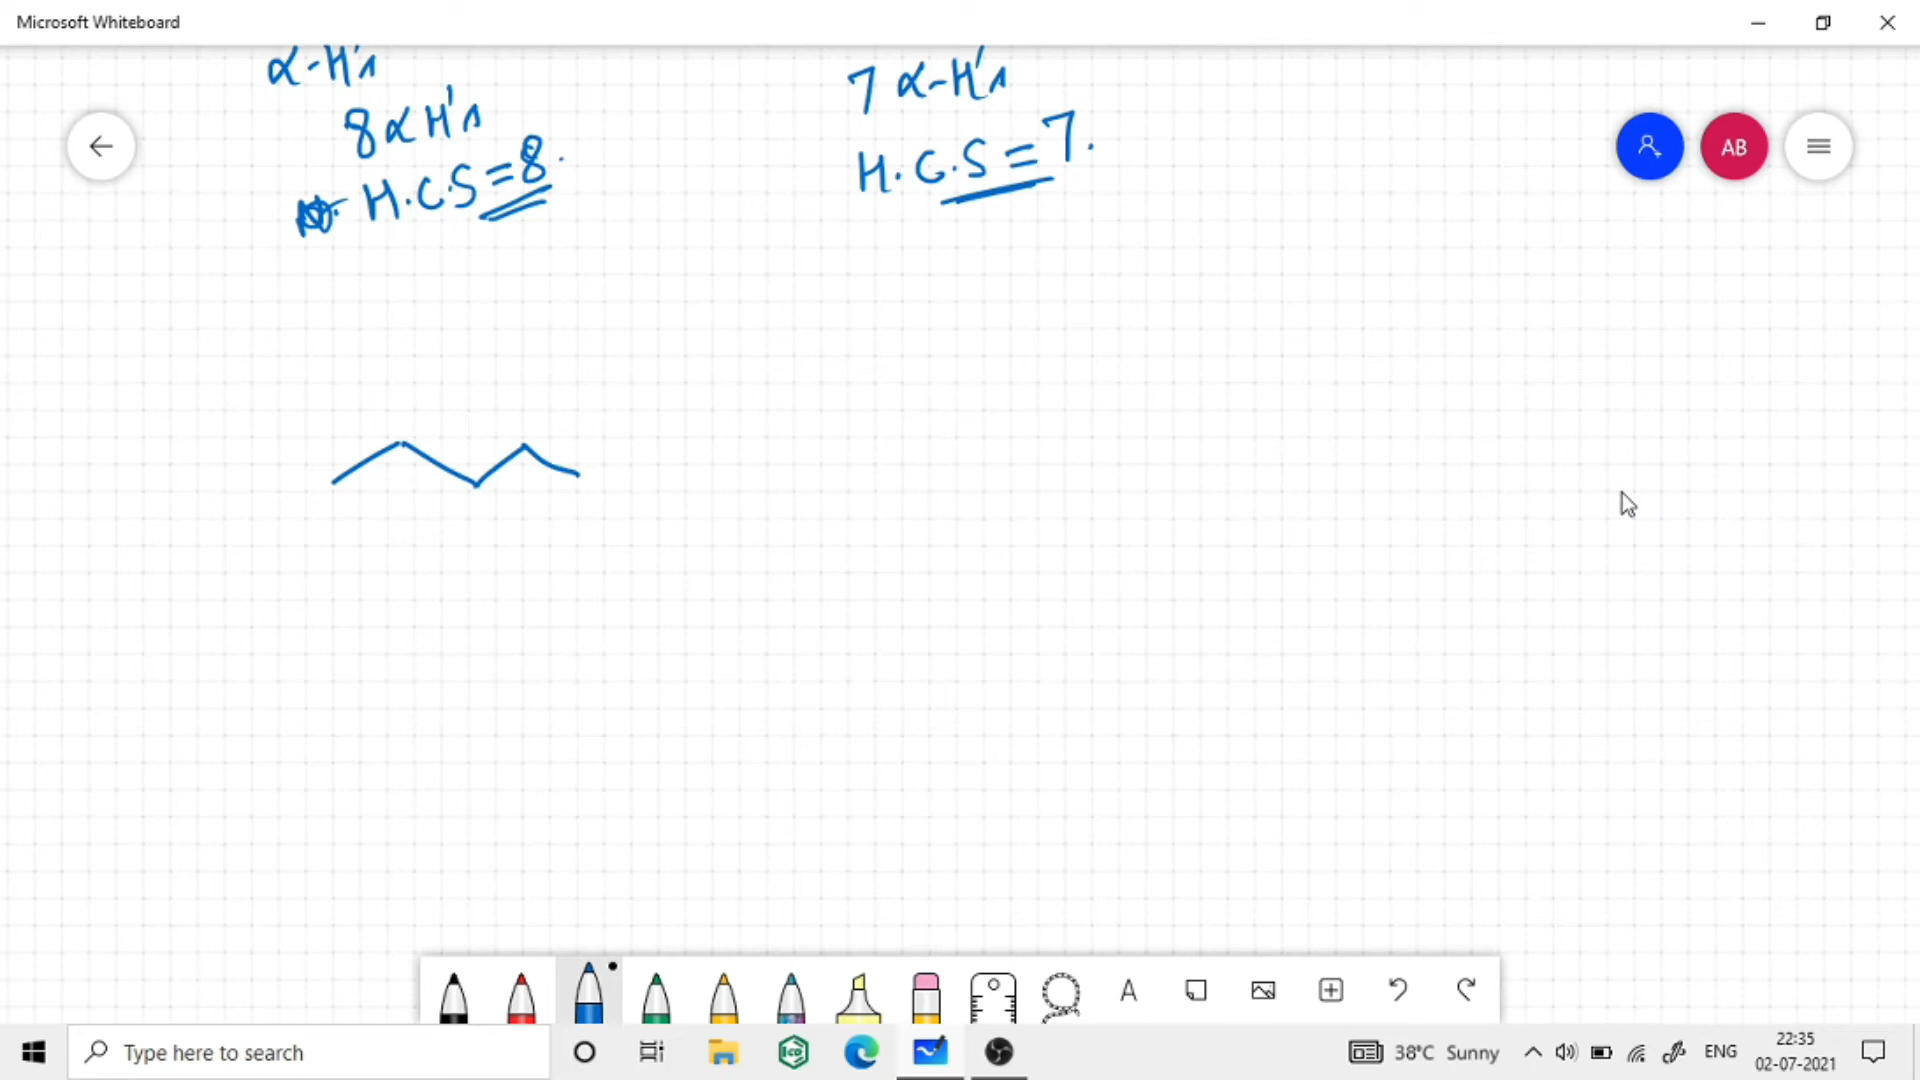 Microsoft Whiteboard
α-H's
8 α H's
H.C.S = 8.
7 α-H's
H.C.S = 7.
AB
A
Type here to search
ico
38°C Sunny
ENG
22:35
02-07-2021